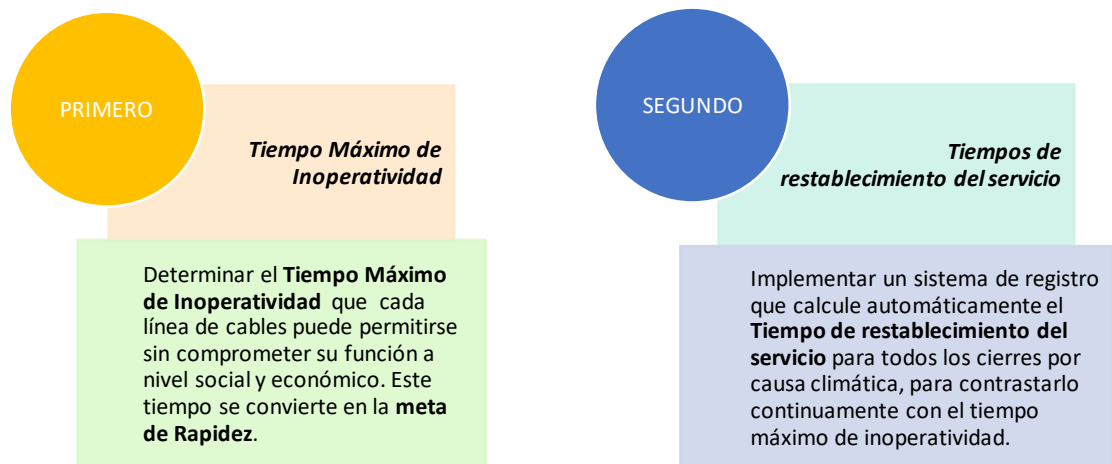 PRIMERO
Tiempo Máximo de
Inoperatividad
Determinar el Tiempo Máximo
de Inoperatividad que cada
línea de cables puede permitirse
sin comprometer su función a
nivel social y económico. Este
tiempo se convierte en la meta
de Rapidez.
SEGUNDO
Tiempos de
restablecimiento del servicio
Implementar un sistema de registro
que calcule automáticamente el
Tiempo de restablecimiento del
servicio para todos los cierres por
causa climática, para contrastarlo
continuamente con el tiempo
máximo de inoperatividad.